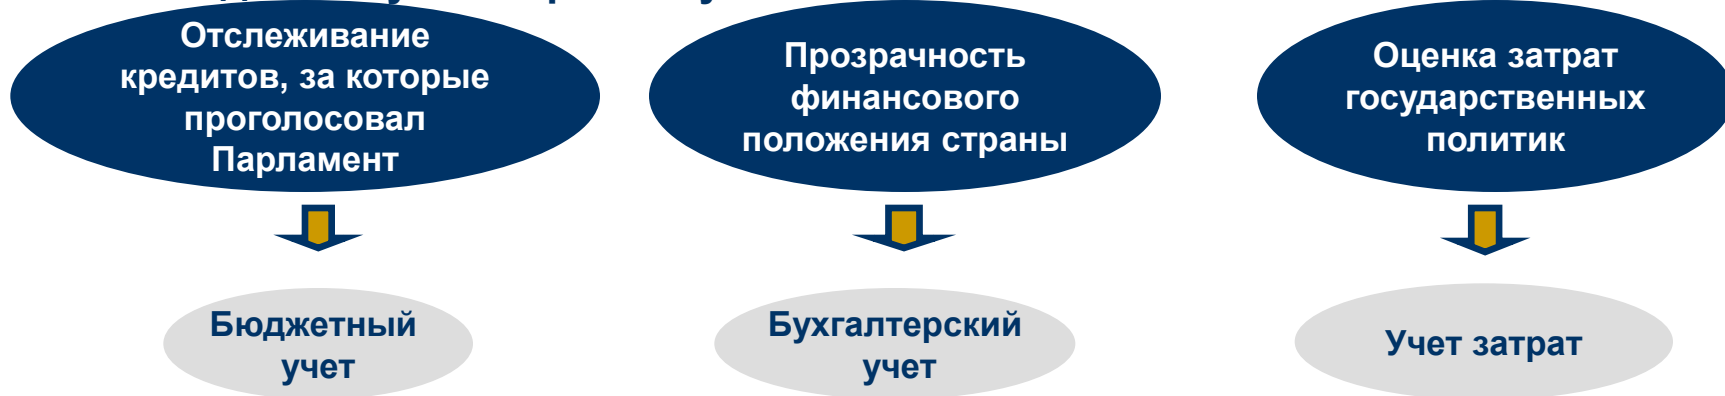 Отслеживание
кредитов, за которые
проголосовал
Парламент
Прозрачность
финансового
положения страны
Оценка затрат
государственных
политик
Бюджетный
учет
Бухгалтерский
учет
Учет затрат